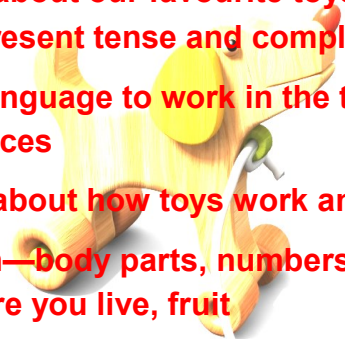 about our favourite toys
resent tense and compl
nguage to work in the t
ces
about how toys work an
—body parts, numbers
re you live, fruit